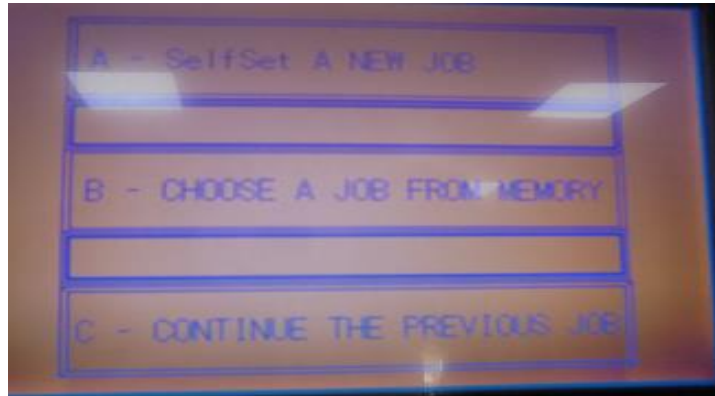 A - SelfSet A NEW JOB
B - CHOOSE A JOB FROM MEMORY
C - CONTINUE THE PREVIOUS JOB